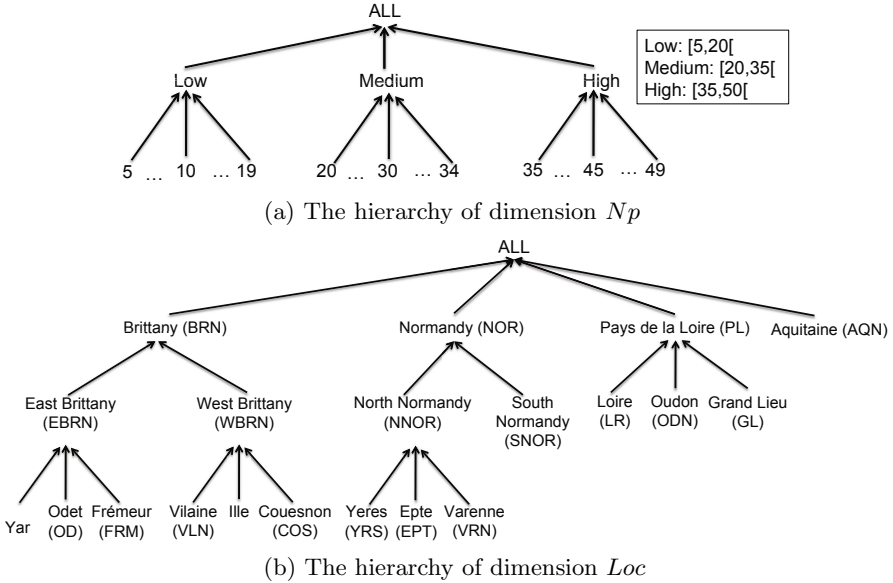 ALL
Low: [5,20[
Medium: [20,35[
High: [35,50[
Low Medium High
5 ... 10 ... 19 20 ... 30 ... 34 35 ... 45 ... 49
(a) The hierarchy of dimension Np
ALL
Brittany (BRN) Normandy (NOR) Pays de la Loire (PL) Aquitaine (AQN)
East Brittany West Brittany North Normandy South Loire Oudon Grand Lieu
(EBRN) (WBRN) (NNOR) Normandy (LR) (ODN) (GL)
(SNOR)
Yar Odet Frémeur Vilaine Ille Couesnon Yeres Epte Varenne
(OD) (FRM) (VLN) (COS) (YRS) (EPT) (VRN)
(b) The hierarchy of dimension Loc